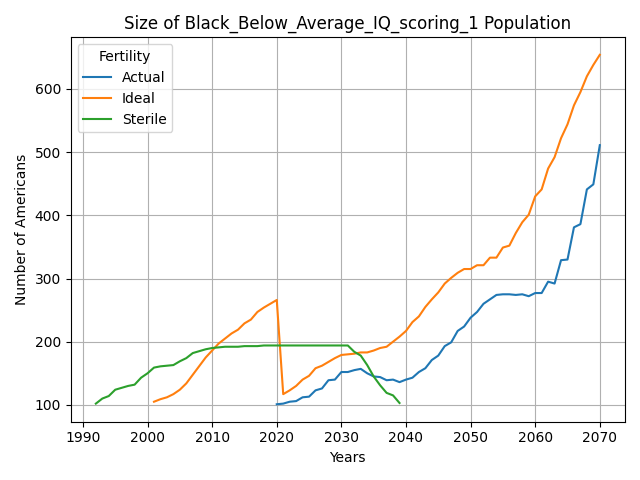 Size of Black_Below_Average_IQ_scoring_1 Population
Fertility
Actual
Ideal
Sterile
Number of Americans
600
500
400
300
200
100
1990
2000
2010
2020
2030
2040
2050
2060
2070
Years